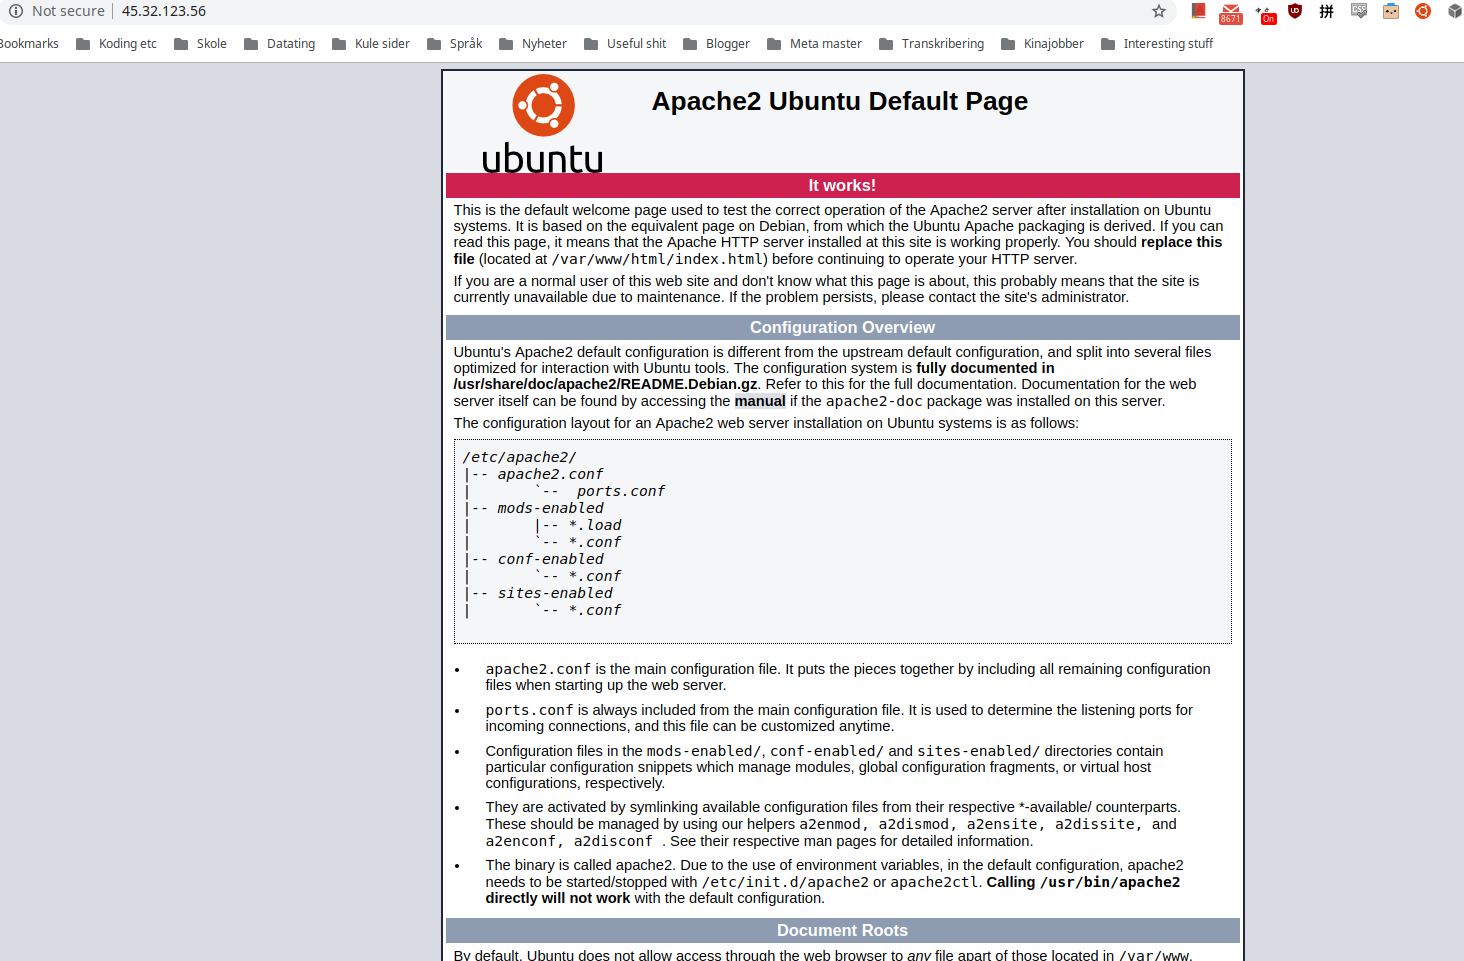 Not secure | 45.32.123.56
8671
On
Bookmarks Koding etc Skole Datating Kule sider Språk Nyheter Useful shit Blogger Meta master Transkribering Kinajobber Interesting stuff
ubuntu
Apache2 Ubuntu Default Page
It works!
This is the default welcome page used to test the correct operation of the Apache2 server after installation on Ubuntu
systems. It is based on the equivalent page on Debian, from which the Ubuntu Apache packaging is derived. If you can
read this page, it means that the Apache HTTP server installed at this site is working properly. You should replace this
file (located at /var/www/html/index.html) before continuing to operate your HTTP server.
If you are a normal user of this web site and don't know what this page is about, this probably means that the site is
currently unavailable due to maintenance. If the problem persists, please contact the site's administrator.
Configuration Overview
Ubuntu's Apache2 default configuration is different from the upstream default configuration, and split into several files
optimized for interaction with Ubuntu tools. The configuration system is fully documented in
/usr/share/doc/apache2/README.Debian.gz. Refer to this for the full documentation. Documentation for the web
server itself can be found by accessing the manual if the apache2-doc package was installed on this server.
The configuration layout for an Apache2 web server installation on Ubuntu systems is as follows:
/etc/apache2/
|-- apache2.conf
|       `--  ports.conf
|-- mods-enabled
|       |-- *.load
|       `-- *.conf
|-- conf-enabled
|       `-- *.conf
|-- sites-enabled
|       `-- *.conf
• apache2.conf is the main configuration file. It puts the pieces together by including all remaining configuration
files when starting up the web server.
• ports.conf is always included from the main configuration file. It is used to determine the listening ports for
incoming connections, and this file can be customized anytime.
• Configuration files in the mods-enabled/, conf-enabled/ and sites-enabled/ directories contain
particular configuration snippets which manage modules, global configuration fragments, or virtual host
configurations, respectively.
• They are activated by symlinking available configuration files from their respective *-available/ counterparts.
These should be managed by using our helpers a2enmod, a2dismod, a2ensite, a2dissite, and
a2enconf, a2disconf . See their respective man pages for detailed information.
• The binary is called apache2. Due to the use of environment variables, in the default configuration, apache2
needs to be started/stopped with /etc/init.d/apache2 or apache2ctl. Calling /usr/bin/apache2
directly will not work with the default configuration.
Document Roots
By default, Ubuntu does not allow access through the web browser to any file apart of those located in /var/www,